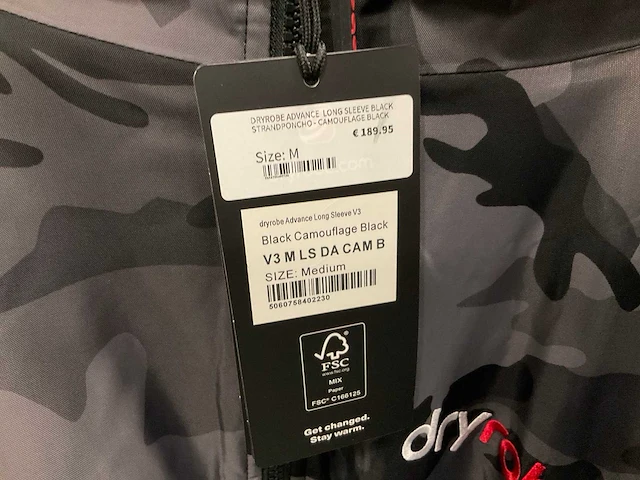 DRYROBE ADVANCE LONG SLEEVE BLACK
STRANDPONCHO - CAMOUFLAGE BLACK
€ 189.95
Size: M
dryrobe Advance Long Sleeve V3
Black Camouflage Black
V3 M LS DA CAM B
SIZE: Medium
5060758402230
FSC
www.fsc.org
MIX
Paper
FSC® C166125
Get changed.
Stay warm.
dryro